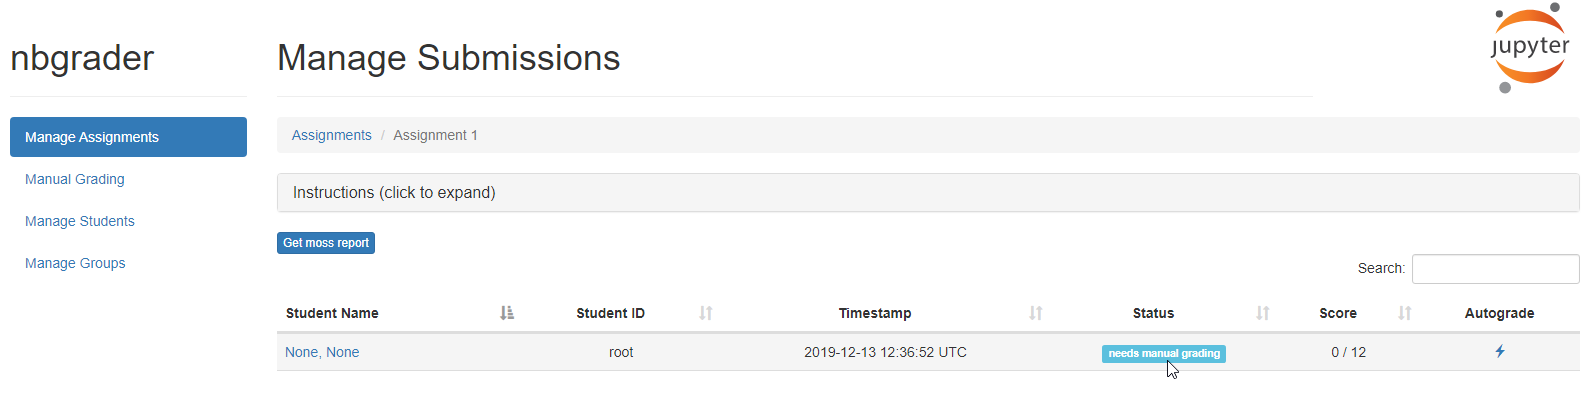 nbgrader
Manage Submissions
jupyter
Manage Assignments
Manual Grading
Manage Students
Manage Groups
Assignments / Assignment 1
Instructions (click to expand)
Get moss report
Search:
Student Name Student ID Timestamp Status Score Autograde
None, None root 2019-12-13 12:36:52 UTC needs manual grading 0 / 12